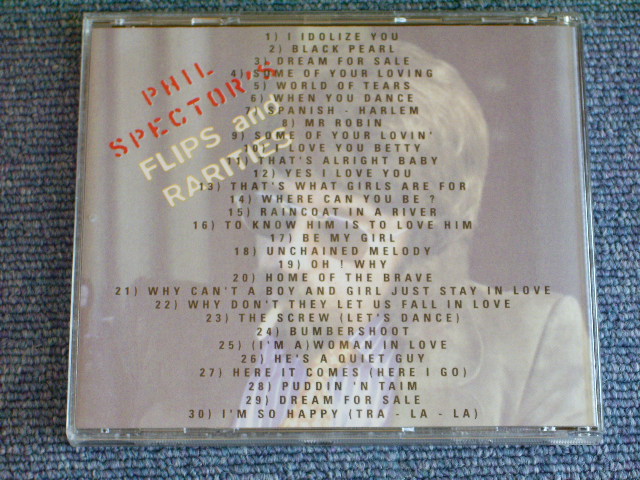 PHIL
SPECTOR'S
FLIPS and
RARITIES
1) I IDOLIZE YOU
2) BLACK PEARL
3) DREAM FOR SALE
4) SOME OF YOUR LOVING
5) WORLD OF TEARS
6) WHEN YOU DANCE
7) SPANISH - HARLEM
8) MR ROBIN
9) SOME OF YOUR LOVIN'
10) I LOVE YOU BETTY
11) THAT'S ALRIGHT BABY
12) YES I LOVE YOU
13) THAT'S WHAT GIRLS ARE FOR
14) WHERE CAN YOU BE ?
15) RAINCOAT IN A RIVER
16) TO KNOW HIM IS TO LOVE HIM
17) BE MY GIRL
18) UNCHAINED MELODY
19) OH ! WHY
20) HOME OF THE BRAVE
21) WHY CAN'T A BOY AND GIRL JUST STAY IN LOVE
22) WHY DON'T THEY LET US FALL IN LOVE
23) THE SCREW (LET'S DANCE)
24) BUMBERSHOOT
25) (I'M A)WOMAN IN LOVE
26) HE'S A QUIET GUY
27) HERE IT COMES (HERE I GO)
28) PUDDIN 'N TAIM
29) DREAM FOR SALE
30) I'M SO HAPPY (TRA - LA - LA)